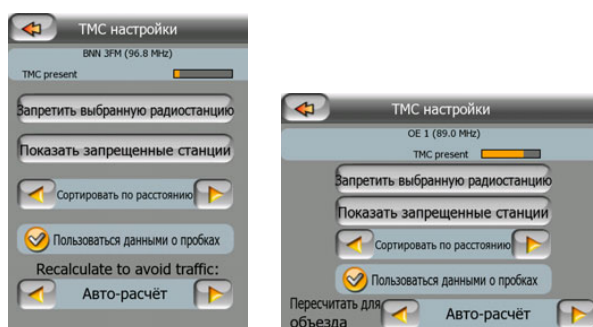 ТМС настройки
BNN 3FM (96.8 MHz)
TMC present
Запретить выбранную радиостанцию
Показать запрещенные станции
Сортировать по расстоянию
Пользоваться данными о пробках
Recalculate to avoid traffic:
Авто-расчёт
ТМС настройки
OE 1 (89.0 MHz)
TMC present
Запретить выбранную радиостанцию
Показать запрещенные станции
Сортировать по расстоянию
Пользоваться данными о пробках
Пересчитать для
объезда
Авто-расчёт